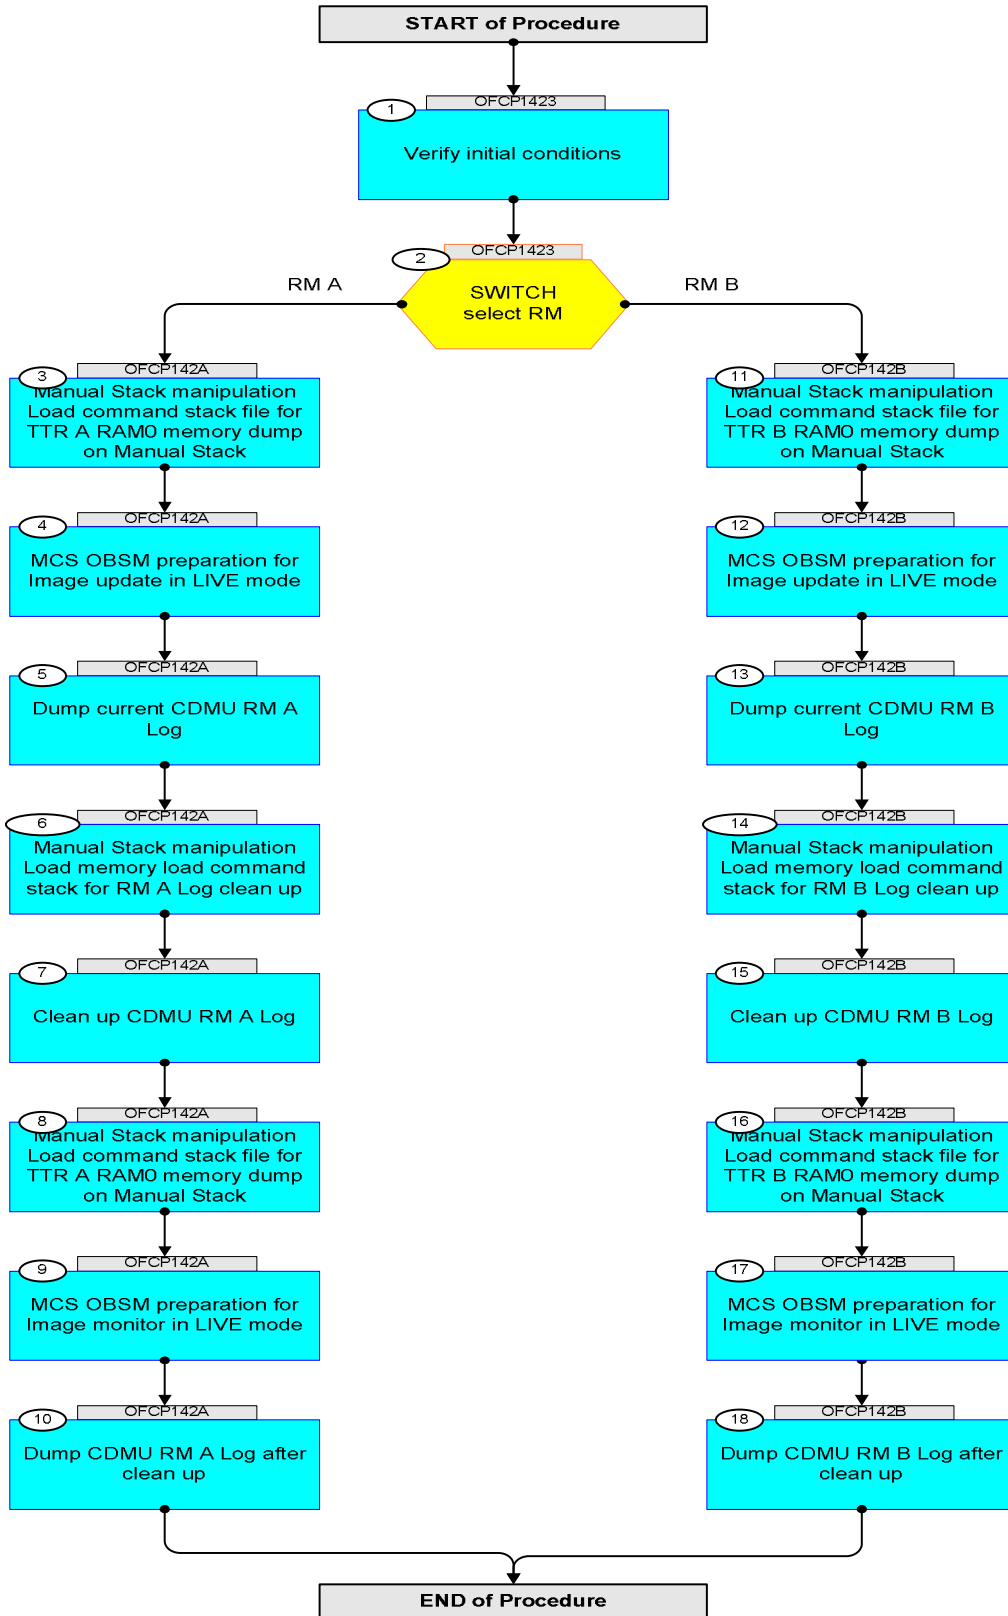 START of Procedure
OFCP1423
1
Verify initial conditions
OFCP1423
2
SWITCH
select RM
RM A
RM B
OFCP142A
3
Manual Stack manipulation
Load command stack file for
TTR A RAM0 memory dump
on Manual Stack
OFCP142A
4
MCS OBSM preparation for
Image update in LIVE mode
OFCP142A
5
Dump current CDMU RM A
Log
OFCP142A
6
Manual Stack manipulation
Load memory load command
stack for RM A Log clean up
OFCP142A
7
Clean up CDMU RM A Log
OFCP142A
8
Manual Stack manipulation
Load command stack file for
TTR A RAM0 memory dump
on Manual Stack
OFCP142A
9
MCS OBSM preparation for
Image monitor in LIVE mode
OFCP142A
10
Dump CDMU RM A Log after
clean up
OFCP142B
11
Manual Stack manipulation
Load command stack file for
TTR B RAM0 memory dump
on Manual Stack
OFCP142B
12
MCS OBSM preparation for
Image update in LIVE mode
OFCP142B
13
Dump current CDMU RM B
Log
OFCP142B
14
Manual Stack manipulation
Load memory load command
stack for RM B Log clean up
OFCP142B
15
Clean up CDMU RM B Log
OFCP142B
16
Manual Stack manipulation
Load command stack file for
TTR B RAM0 memory dump
on Manual Stack
OFCP142B
17
MCS OBSM preparation for
Image monitor in LIVE mode
OFCP142B
18
Dump CDMU RM B Log after
clean up
END of Procedure